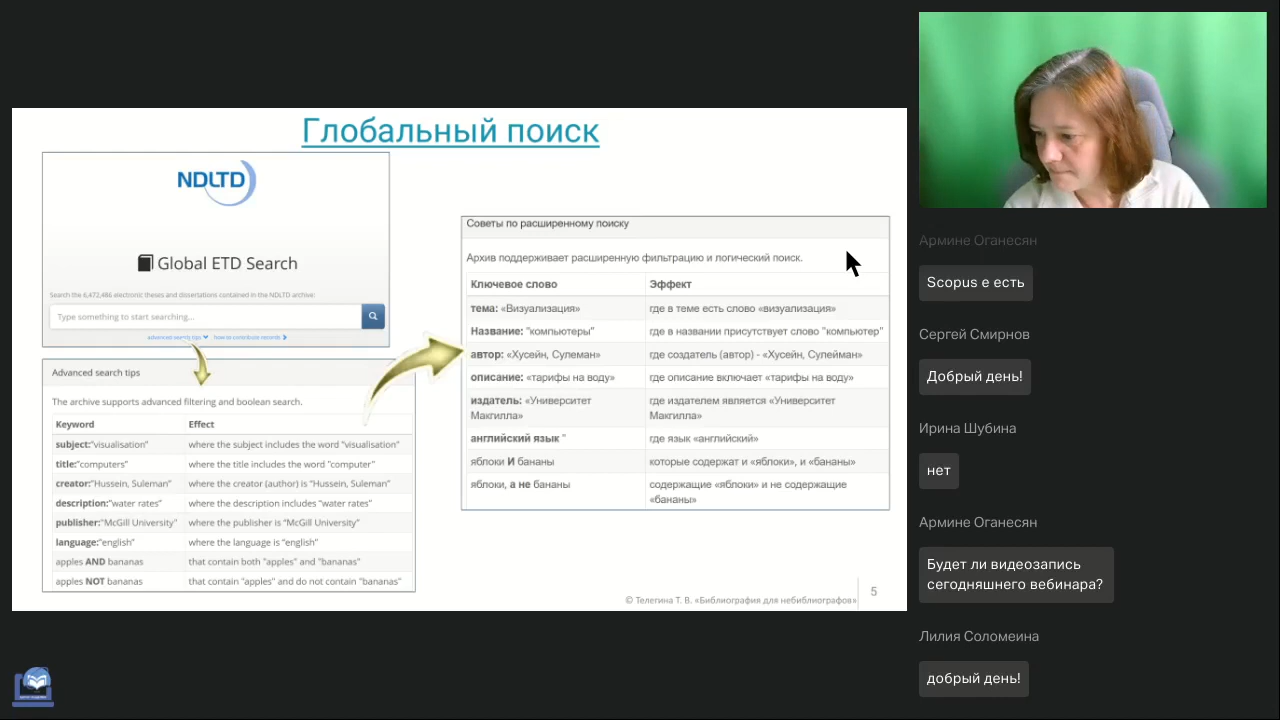 Глобальный поиск
NDLTD
Global ETD Search
Search the 6,472,486 electronic theses and dissertations contained in the NDLTD archive:
Type something to start searching...
advanced search tips how to contribute records
Advanced search tips
The archive supports advanced filtering and boolean search.
Keyword Effect
subject:"visualisation" where the subject includes the word "visualisation"
title:"computers" where the title includes the word "computer"
creator:"Hussein, Suleman" where the creator (author) is "Hussein, Suleman"
description:"water rates" where the description includes "water rates"
publisher:"McGill University" where the publisher is "McGill University"
language:"english" where the language is "english"
apples AND bananas that contain both "apples" and "bananas"
apples NOT bananas that contain "apples" and do not contain "bananas"
Советы по расширенному поиску
Архив поддерживает расширенную фильтрацию и логический поиск.
Ключевое слово Эффект
тема: «Визуализация» где в теме есть слово «визуализация»
Название: "компьютеры" где в названии присутствует слово "компьютер"
автор: «Хусейн, Сулеман» где создатель (автор) - «Хусейн, Сулейман»
описание: «тарифы на воду» где описание включает «тарифы на воду»
издатель: «Университет где издателем является «Университет
Макгилла» Макгилла»
английский язык " где язык «английский»
яблоки И бананы которые содержат и «яблоки», и «бананы»
яблоки, а не бананы содержащие «яблоки» и не содержащие
«бананы»
© Телегина Т. В. «Библиография для небиблиографов»
5
Армине Оганесян
Scopus е есть
Сергей Смирнов
Добрый день!
Ирина Шубина
нет
Армине Оганесян
Будет ли видеозапись
сегодняшнего вебинара?
Лилия Соломеина
добрый день!